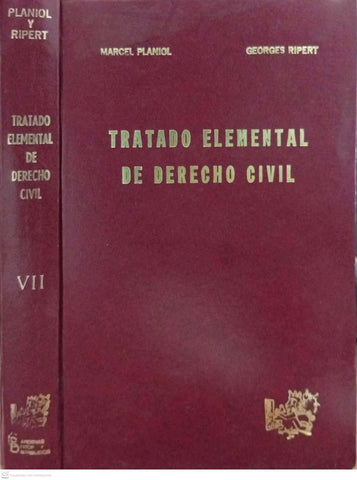 PLANIOL
Y
RIPERT
TRATADO
ELEMENTAL
DE
DERECHO
CIVIL
VII
MARCEL PLANIOL
GEORGES RIPERT
TRATADO ELEMENTAL
DE DERECHO CIVIL